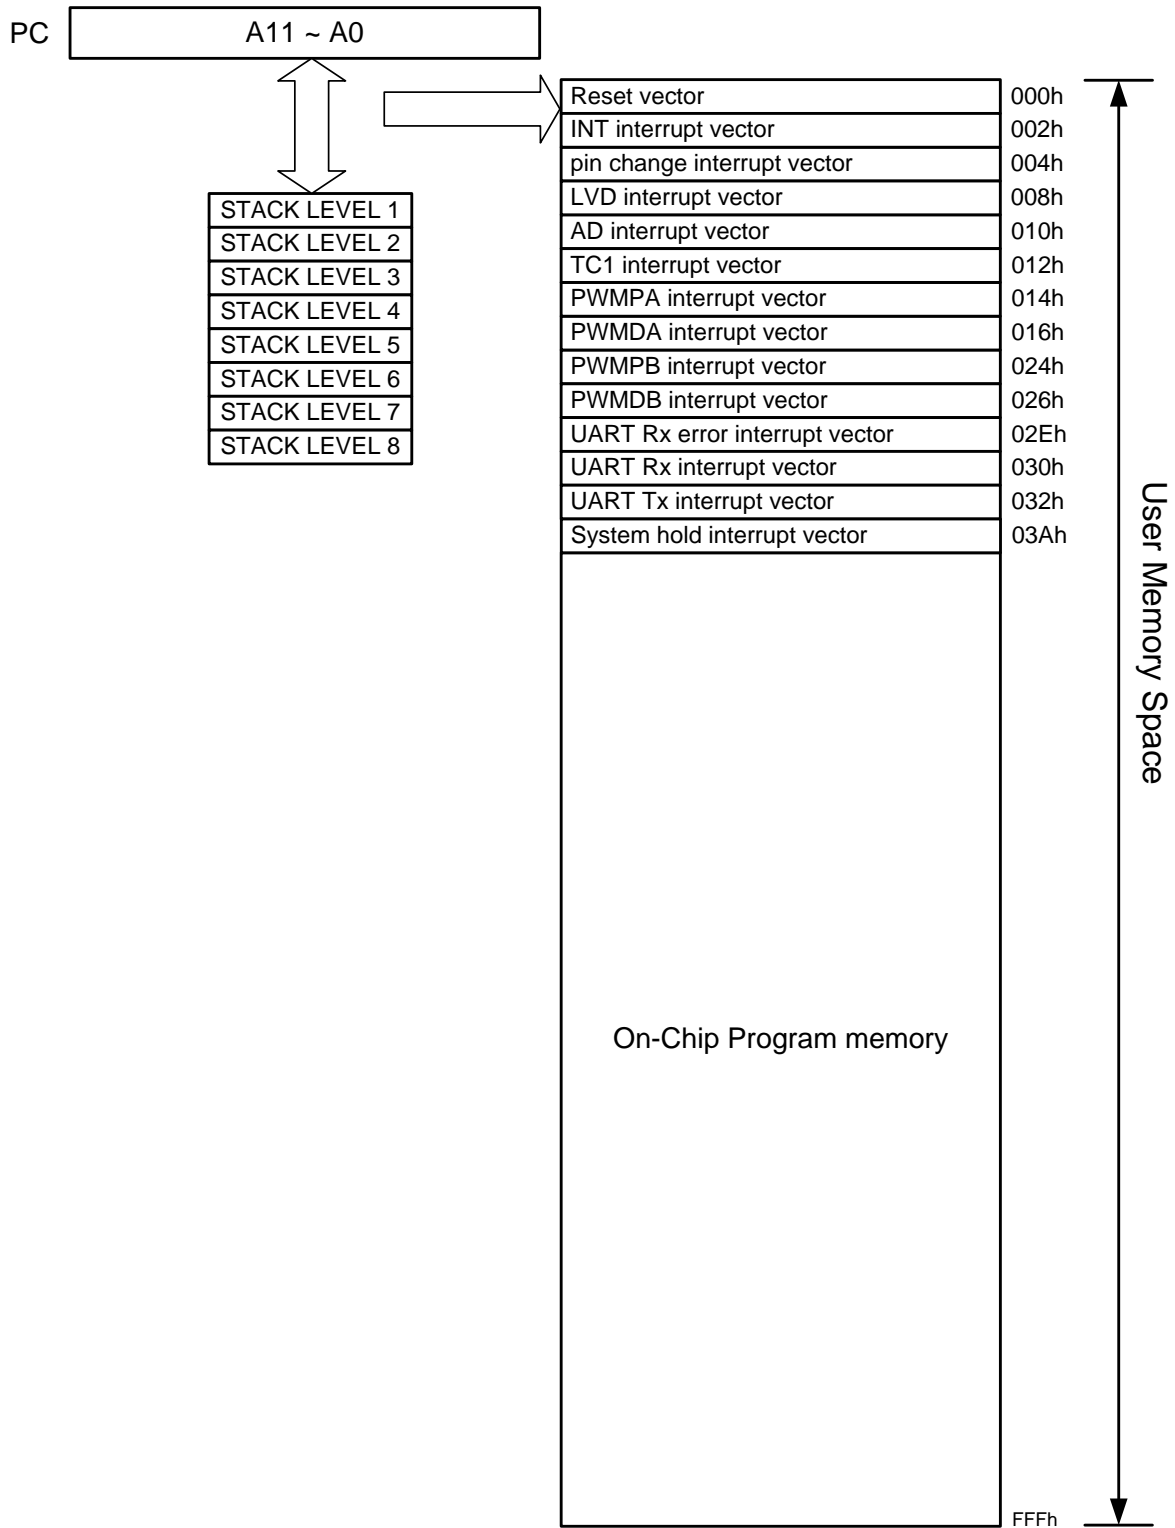 PC
A11 ~ A0
STACK LEVEL 1
STACK LEVEL 2
STACK LEVEL 3
STACK LEVEL 4
STACK LEVEL 5
STACK LEVEL 6
STACK LEVEL 7
STACK LEVEL 8
Reset vector 000h
INT interrupt vector 002h
pin change interrupt vector 004h
LVD interrupt vector 008h
AD interrupt vector 010h
TC1 interrupt vector 012h
PWMPA interrupt vector 014h
PWMDA interrupt vector 016h
PWMPB interrupt vector 024h
PWMDB interrupt vector 026h
UART Rx error interrupt vector 02Eh
UART Rx interrupt vector 030h
UART Tx interrupt vector 032h
System hold interrupt vector 03Ah
On-Chip Program memory
FFFh
User Memory Space